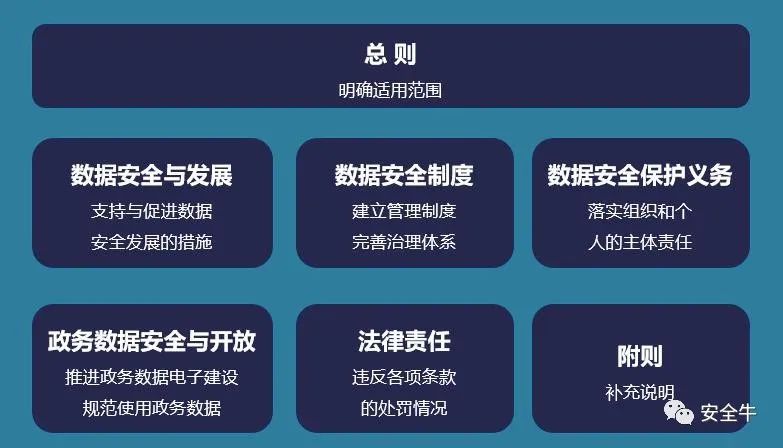 总 则
明确适用范围
数据安全与发展
支持与促进数据
安全发展的措施
数据安全制度
建立管理制度
完善治理体系
数据安全保护义务
落实组织和个
人的主体责任
政务数据安全与开放
推进政务数据电子建设
规范使用政务数据
法律责任
违反各项条款
的处罚情况
附则
补充说明
安全牛